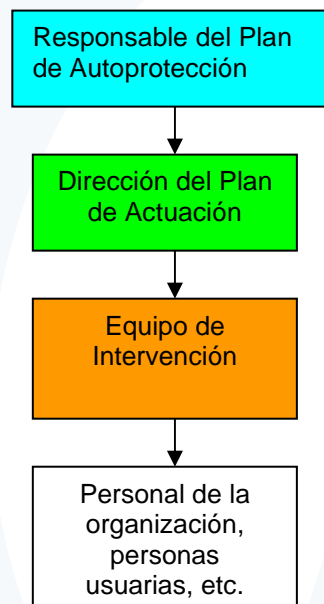 Responsable del Plan
de Autoprotección
Dirección del Plan
de Actuación
Equipo de
Intervención
Personal de la
organización,
personas
usuarias, etc.